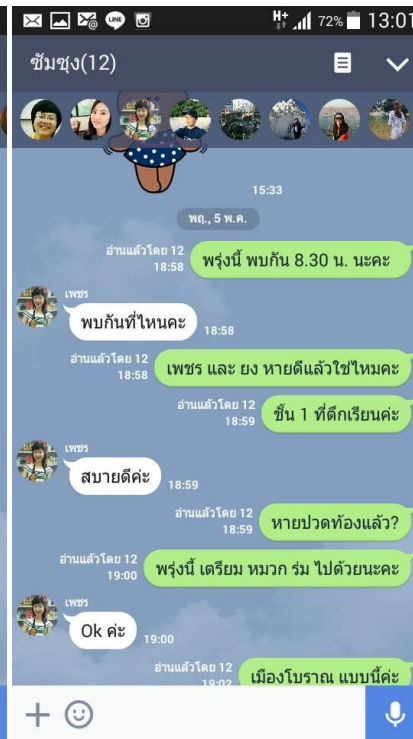 LINE
H+ 72% 13:01
ซัมซุง(12)
15:33
พฤ., 5 พ.ค.
อ่านแล้วโดย 12
18:58
พรุ่งนี้ พบกัน 8.30 น. นะคะ
เพชร
พบกันที่ไหนคะ
18:58
อ่านแล้วโดย 12
18:58
เพชร และ ยง หายดีแล้วใช่ไหมคะ
อ่านแล้วโดย 12
18:59
ชั้น 1 ที่ตึกเรียนค่ะ
เพชร
สบายดีค่ะ
18:59
อ่านแล้วโดย 12
18:59
หายปวดท้องแล้ว?
อ่านแล้วโดย 12
19:00
พรุ่งนี้ เตรียม หมวก ร่ม ไปด้วยนะคะ
เพชร
Ok ค่ะ
19:00
อ่านแล้วโดย 12
19:02
เมืองโบราณ แบบนี้ค่ะ